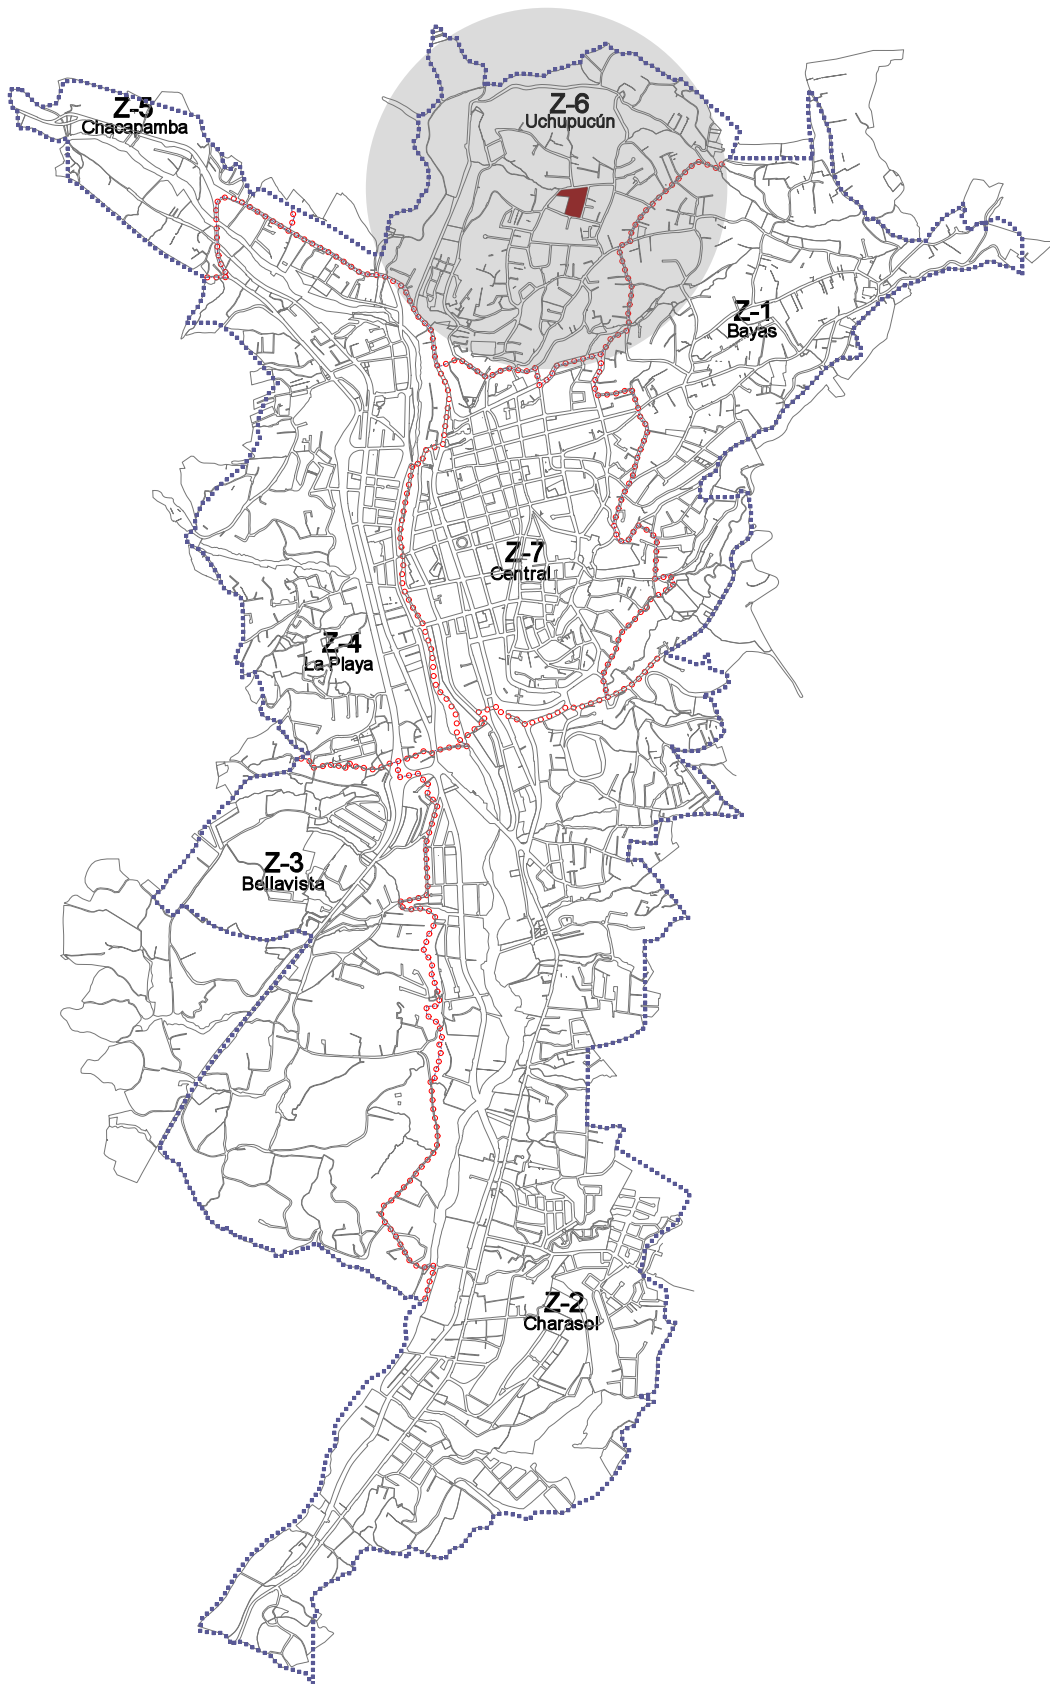 Z-5
Chacapamba
Z-6
Uchupucún
Z-1
Bayas
Z-7
Central
Z-4
La Playa
Z-3
Bellavista
Z-2
Charasol